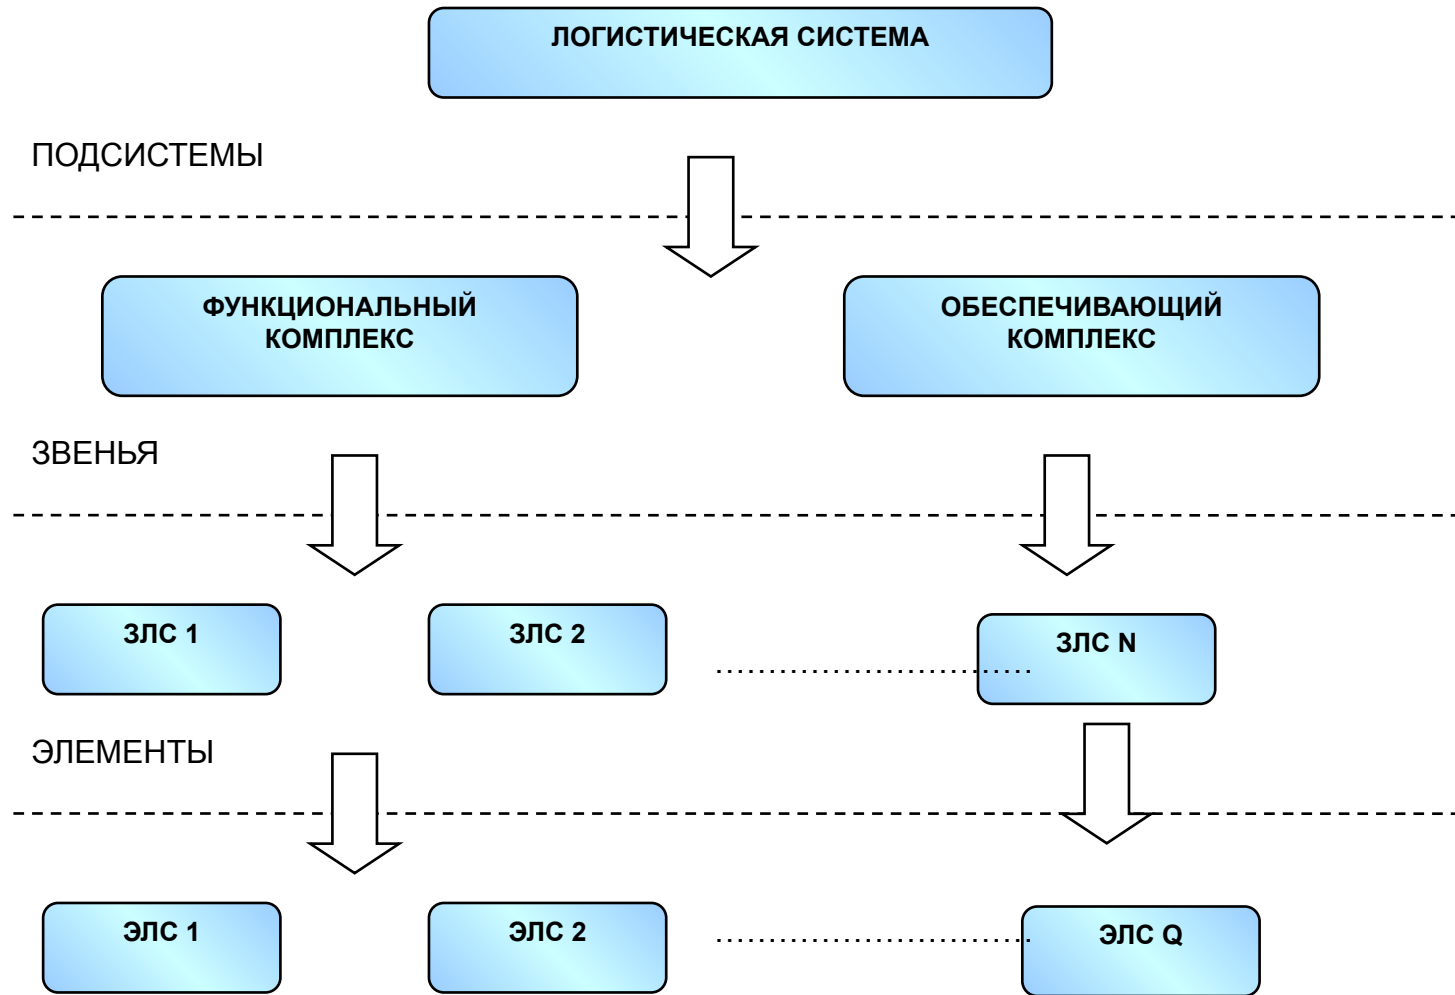 ЛОГИСТИЧЕСКАЯ СИСТЕМА
ПОДСИСТЕМЫ
ФУНКЦИОНАЛЬНЫЙ
КОМПЛЕКС
ОБЕСПЕЧИВАЮЩИЙ
КОМПЛЕКС
ЗВЕНЬЯ
ЗЛС 1
ЗЛС 2
ЗЛС N
ЭЛЕМЕНТЫ
ЭЛС 1
ЭЛС 2
ЭЛС Q